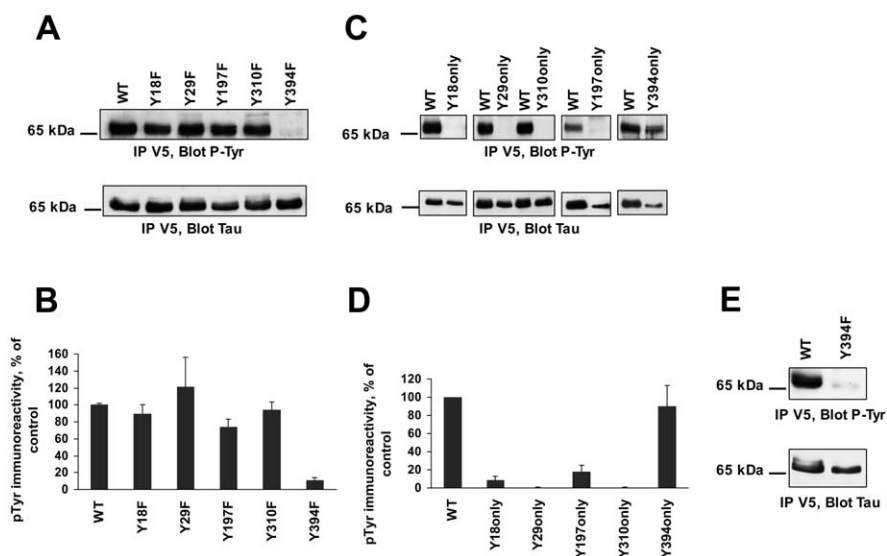 A
WT Y18F Y29F Y197F Y310F Y394F
65 kDa
IP V5, Blot P-Tyr
65 kDa
IP V5, Blot Tau
C
WT Y18only WT Y29only WT Y310only WT Y197only WT Y394only
65 kDa
IP V5, Blot P-Tyr
65 kDa
IP V5, Blot Tau
B
pTyr immunoreactivity, % of
control
160
140
120
100
80
60
40
20
0
WT Y18F Y29F Y197F Y310F Y394F
D
pTyr immunoreactivity, % of
control
120
100
80
60
40
20
0
WT Y18only Y29only Y197only Y310only Y394only
E
WT Y394F
65 kDa
IP V5, Blot P-Tyr
65 kDa
IP V5, Blot Tau